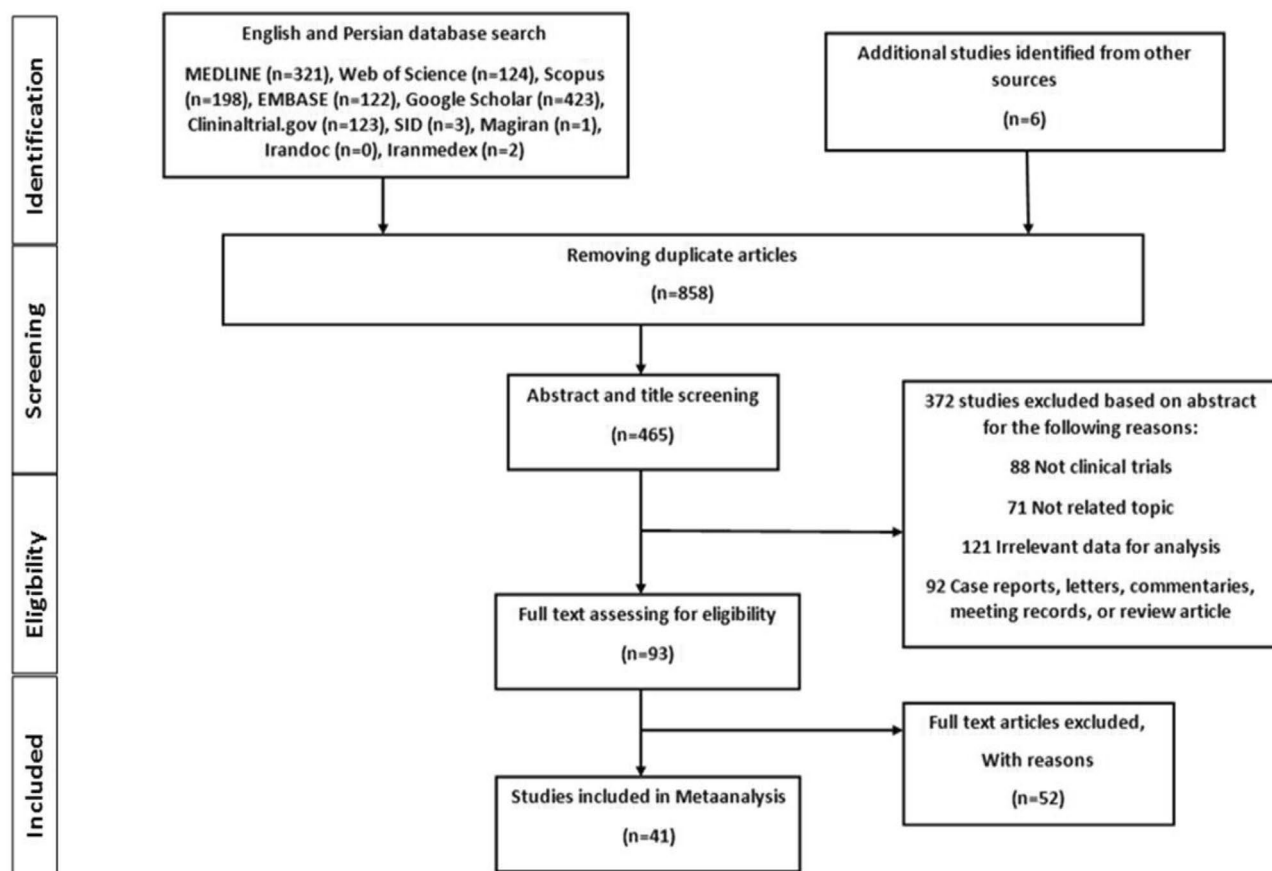 Identification
English and Persian database search
MEDLINE (n=321), Web of Science (n=124), Scopus
(n=198), EMBASE (n=122), Google Scholar (n=423),
Clininaltrial.gov (n=123), SID (n=3), Magiran (n=1),
Irandoc (n=0), Iranmedex (n=2)
Additional studies identified from other
sources
(n=6)
Screening
Removing duplicate articles
(n=858)
Abstract and title screening
(n=465)
372 studies excluded based on abstract
for the following reasons:
88 Not clinical trials
71 Not related topic
121 Irrelevant data for analysis
92 Case reports, letters, commentaries,
meeting records, or review article
Eligibility
Full text assessing for eligibility
(n=93)
Full text articles excluded,
With reasons
(n=52)
Included
Studies included in Metaanalysis
(n=41)